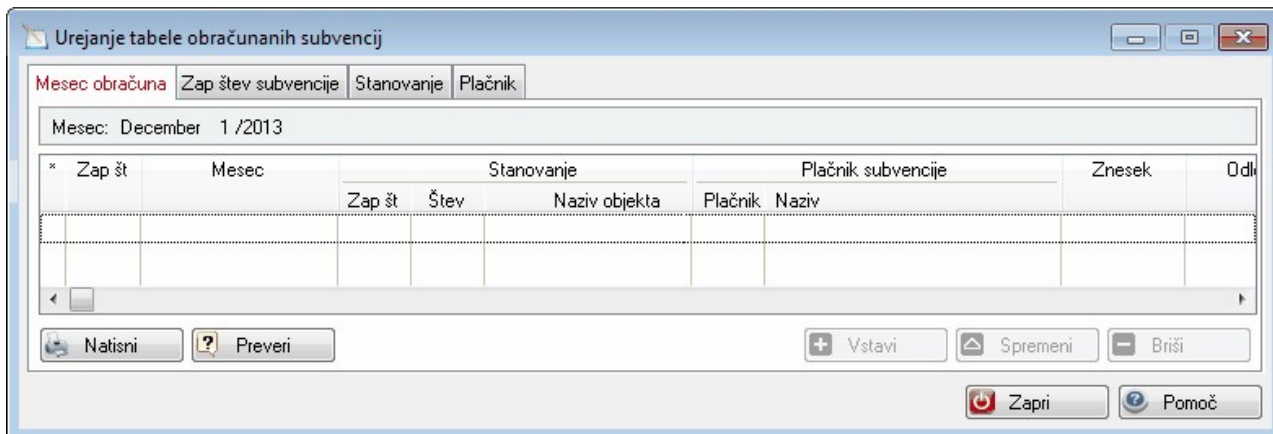 Urejanje tabele obračunanih subvencij
Mesec obračuna Zap štev subvencije Stanovanje Plačnik
Mesec: December 1 /2013
* Zap št Mesec Stanovanje Plačnik subvencije Znesek Odl
Zap št Štev Naziv objekta Plačnik Naziv
Natisni Preveri Vstavi Spremeni Briši
Zapri Pomoč